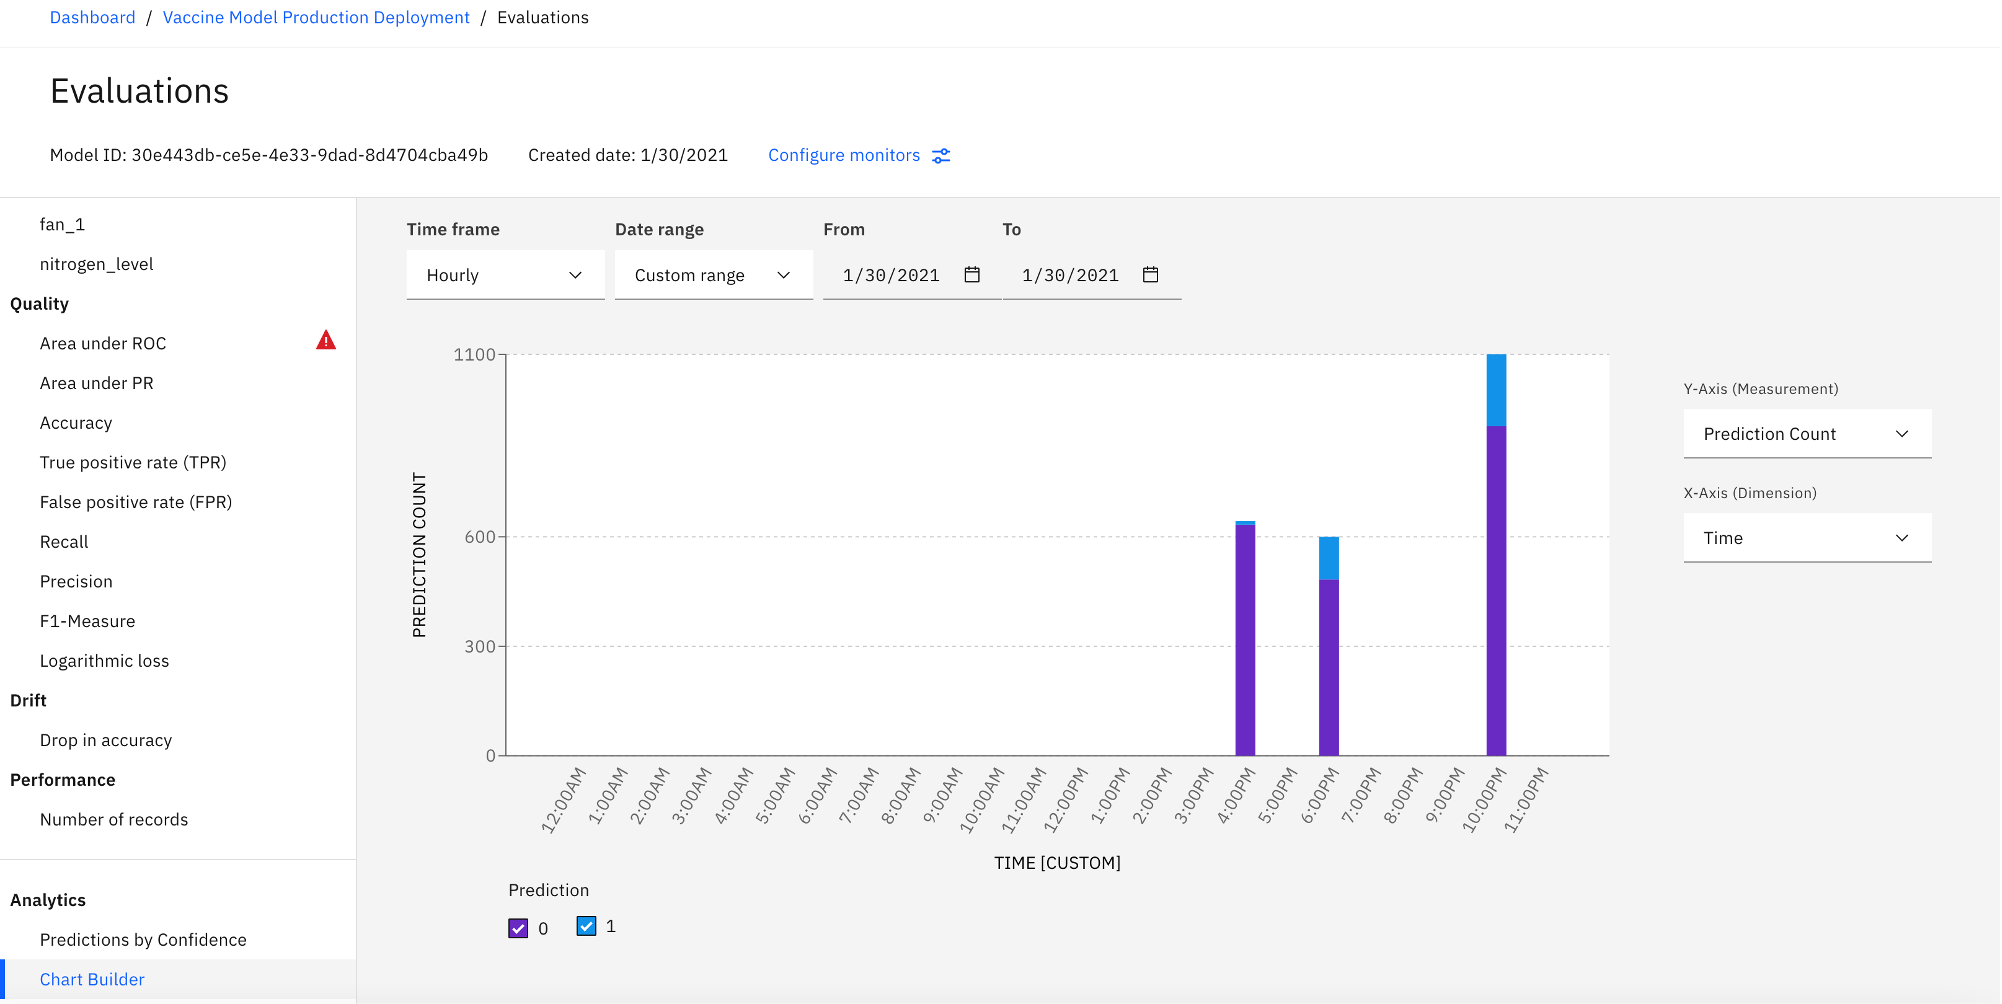 Dashboard / Vaccine Model Production Deployment / Evaluations
Evaluations
Model ID: 30e443db-ce5e-4e33-9dad-8d4704cba49b Created date: 1/30/2021 Configure monitors
fan_1
nitrogen_level
Quality
Area under ROC
Area under PR
Accuracy
True positive rate (TPR)
False positive rate (FPR)
Recall
Precision
F1-Measure
Logarithmic loss
Drift
Drop in accuracy
Performance
Number of records
Analytics
Predictions by Confidence
Chart Builder
Time frame Date range From To
Hourly Custom range 1/30/2021 1/30/2021
1100
600
300
0
PREDICTION COUNT
12:00AM 1:00AM 2:00AM 3:00AM 4:00AM 5:00AM 6:00AM 7:00AM 8:00AM 9:00AM 10:00AM 11:00AM 12:00PM 1:00PM 2:00PM 3:00PM 4:00PM 5:00PM 6:00PM 7:00PM 8:00PM 9:00PM 10:00PM 11:00PM
TIME [CUSTOM]
Prediction
0 1
Y-Axis (Measurement)
Prediction Count
X-Axis (Dimension)
Time